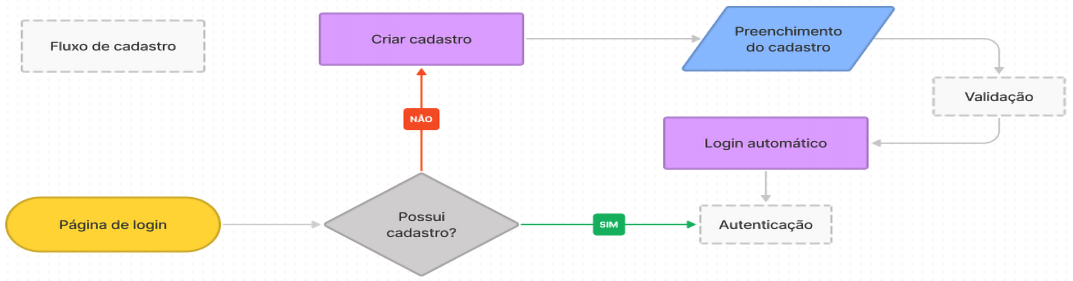 Fluxo de cadastro
Criar cadastro
Preenchimento
do cadastro
Validação
NÃO
Login automático
Página de login
Possui
cadastro?
SIM
Autenticação